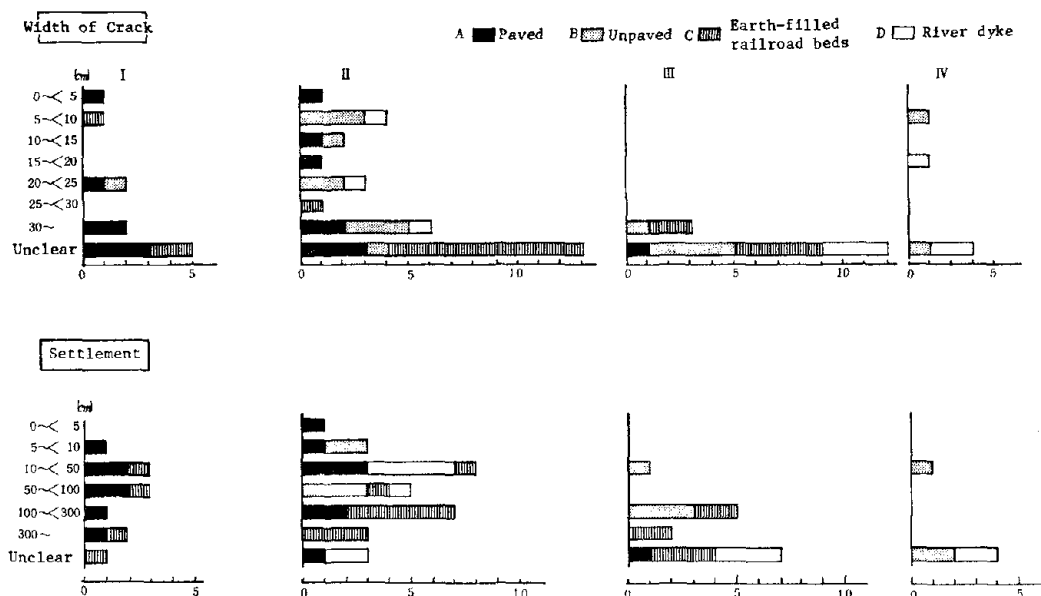 Width of Crack
A Paved B Unpaved C Earth-filled railroad beds D River dyke
(cm) I II III IV
0~< 5
5~< 10
10~< 15
15~< 20
20~< 25
25~< 30
30~
Unclear
0 5 0 5 10 0 5 10 0 5
Settlement
(cm)
0~< 5
5~< 10
10~< 50
50~< 100
100~< 300
300~
Unclear
0 5 0 5 10 0 5 10 0 5